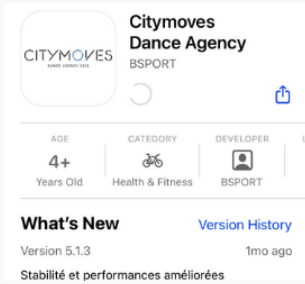 CITYMOVES
DANCE AGENCY SCIO
Citymoves
Dance Agency
BSPORT
AGE
CATEGORY
DEVELOPER
4+
Years Old
Health & Fitness
BSPORT
What's New
Version History
Version 5.1.3
1mo ago
Stabilité et performances améliorées